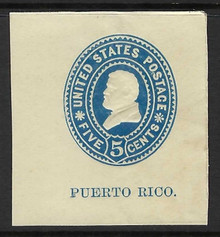 UNITED STATES POSTAGE
FIVE 5 CENTS
PUERTO RICO.